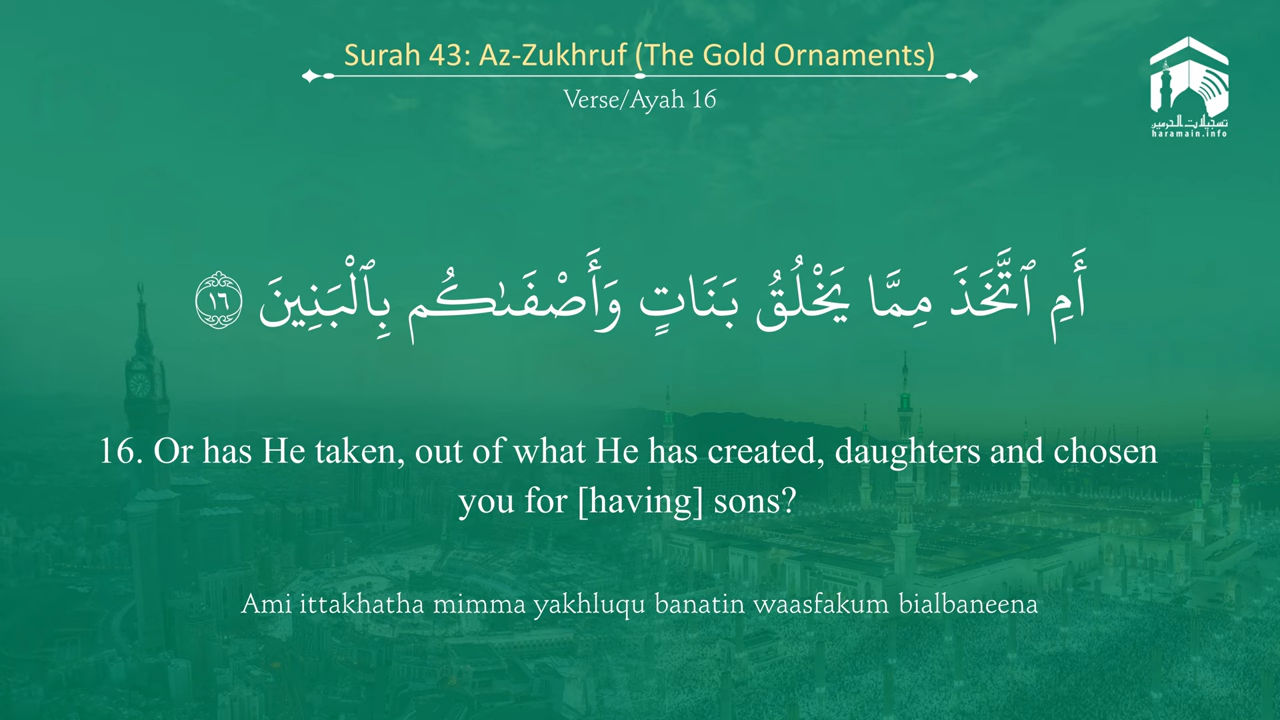 Surah 43: Az-Zukhruf (The Gold Ornaments)
Verse/Ayah 16
تسجيلات الحرمين
haramain.info
أَمِ ٱتَّخَذَ مِمَّا يَخْلُقُ بَنَاتٍ وَأَصْفَىٰكُم بِٱلْبَنِينَ ١٦
16. Or has He taken, out of what He has created, daughters and chosen
you for [having] sons?
Ami ittakhatha mimma yakhluqu banatin waasfakum bialbaneena